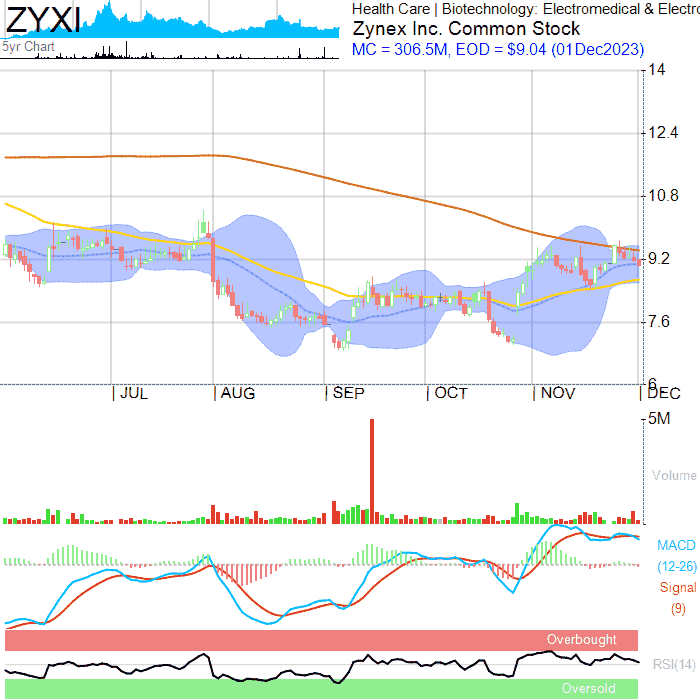 ZYXI
5yr Chart
Health Care | Biotechnology: Electromedical & Electro
Zynex Inc. Common Stock
MC = 306.5M, EOD = $9.04 (01Dec2023)
14
12.4
10.8
9.2
7.6
6
JUL AUG SEP OCT NOV DEC
5M
Volume
MACD
(12-26)
Signal
(9)
Overbought
RSI(14)
Oversold